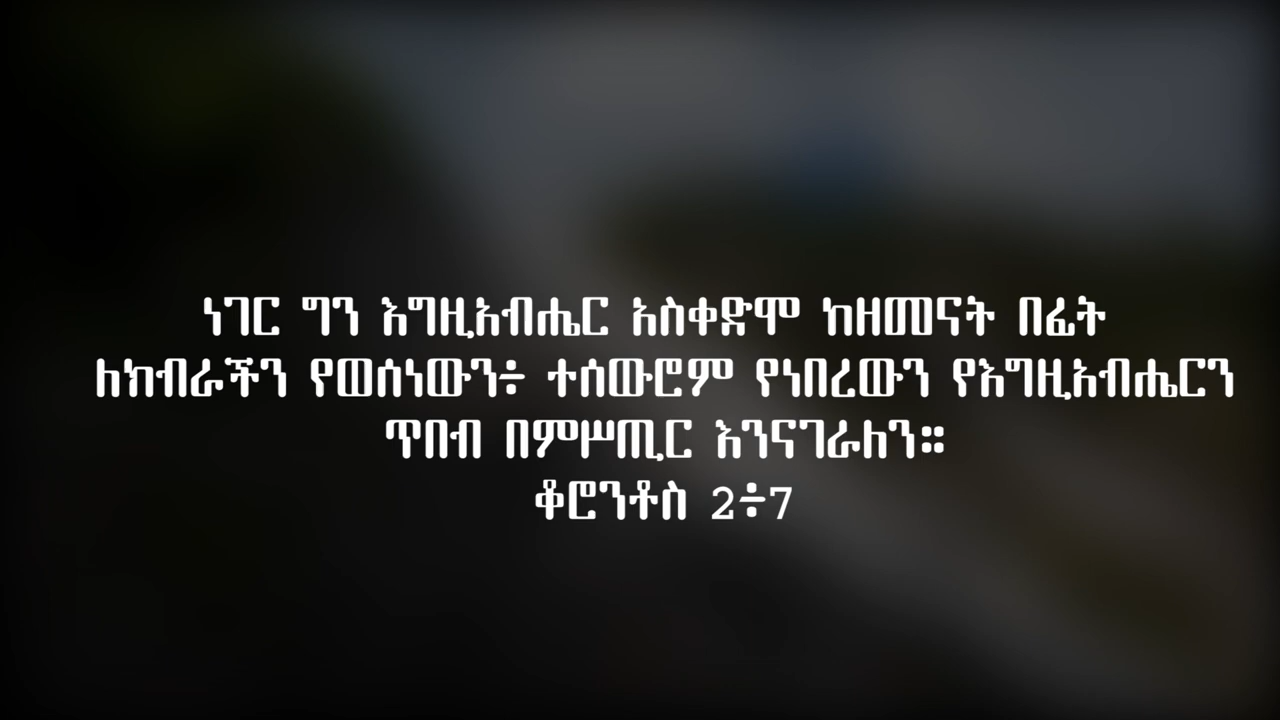 ነገር ግን እግዚአብሔር አስቀድሞ ከዘመናት በፊት
ለክብራችን የወሰነውን÷ ተሰውሮም የነበረውን የእግዚአብሔርን
ጥበብ በምሥጢር እንናገራለን።
ቆሮንቶስ 2÷7